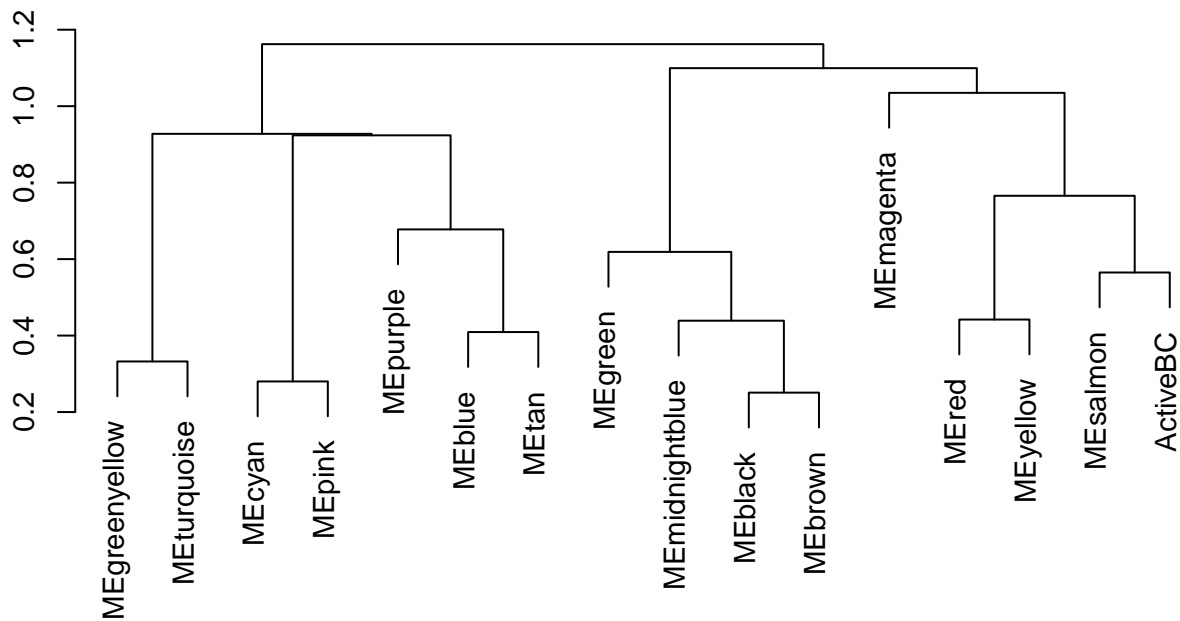 1.2
1.0
0.8
0.6
0.4
0.2
MEgreenyellow
MEturquoise
MEcyan
MEpink
MEpurple
MEblue
MEtan
MEgreen
MEmidnightblue
MEblack
MEbrown
MEmagenta
MEred
MEyellow
MEsalmon
ActiveBC